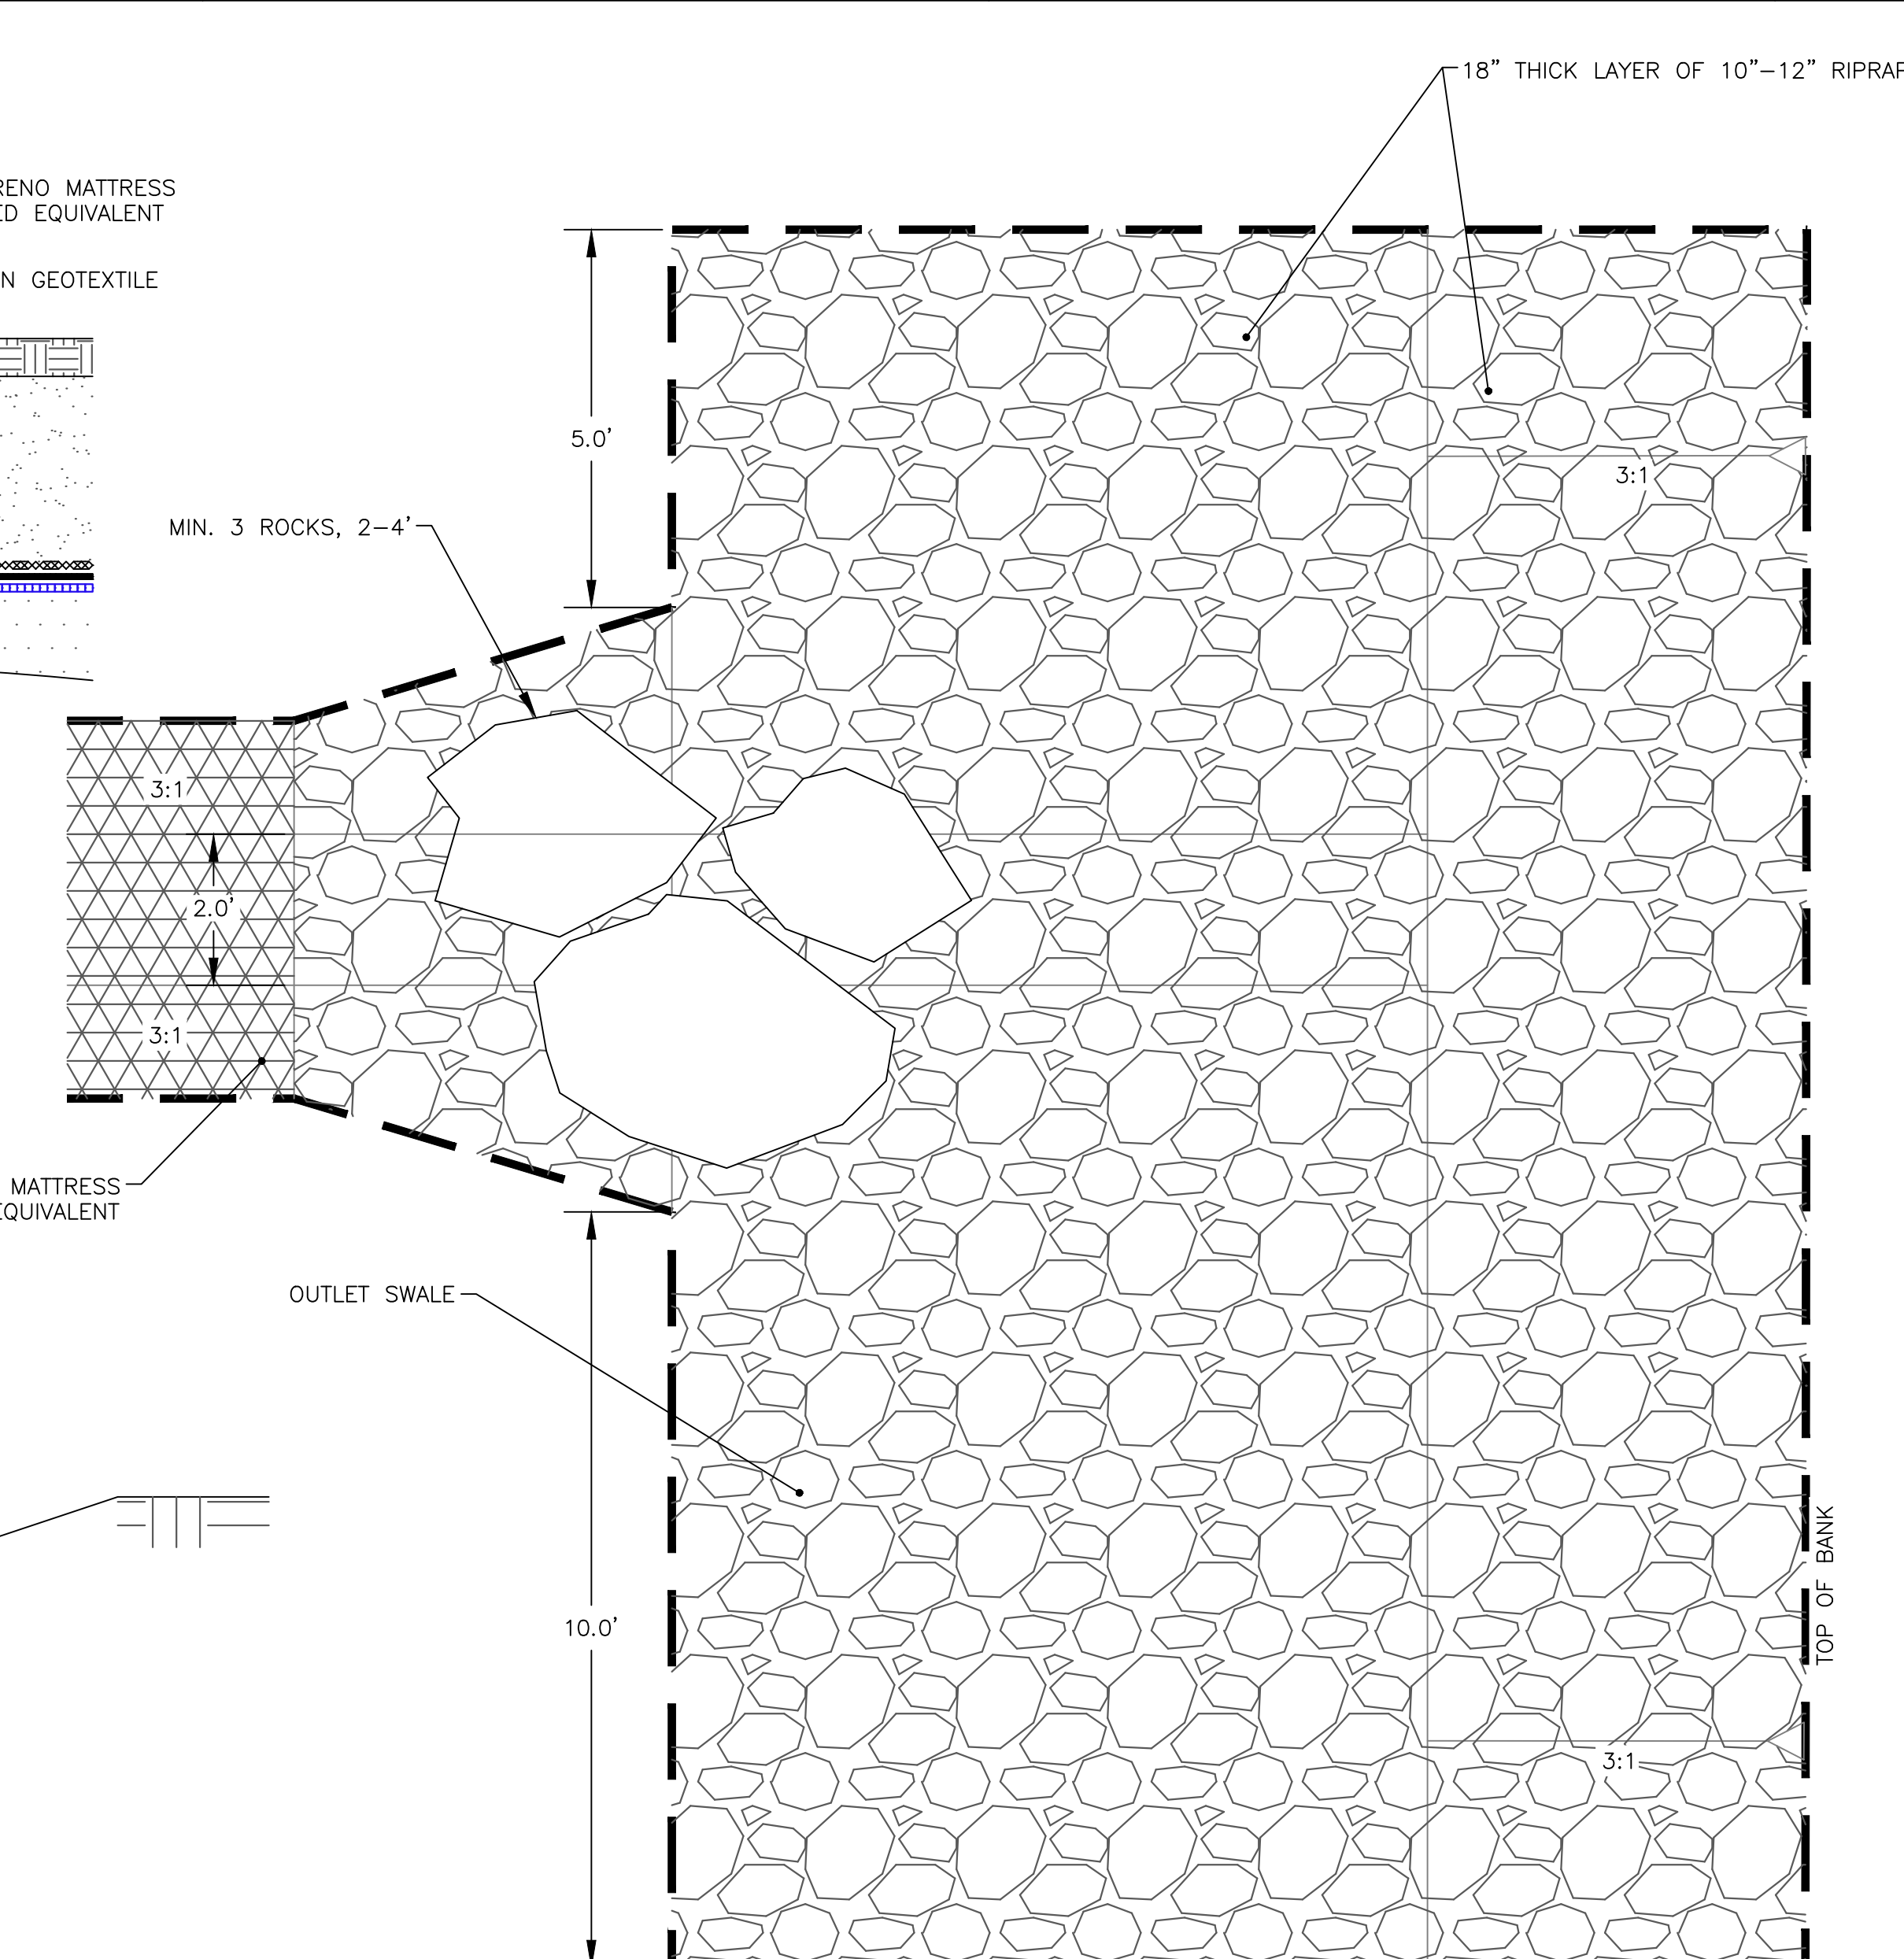 18” THICK LAYER OF 10”–12” RIPRAP
RENO MATTRESS
ED EQUIVALENT
N GEOTEXTILE
5.0’
3:1
MIN. 3 ROCKS, 2–4’
3:1
2.0’
3:1
MATTRESS
EQUIVALENT
OUTLET SWALE
10.0’
TOP OF BANK
3:1